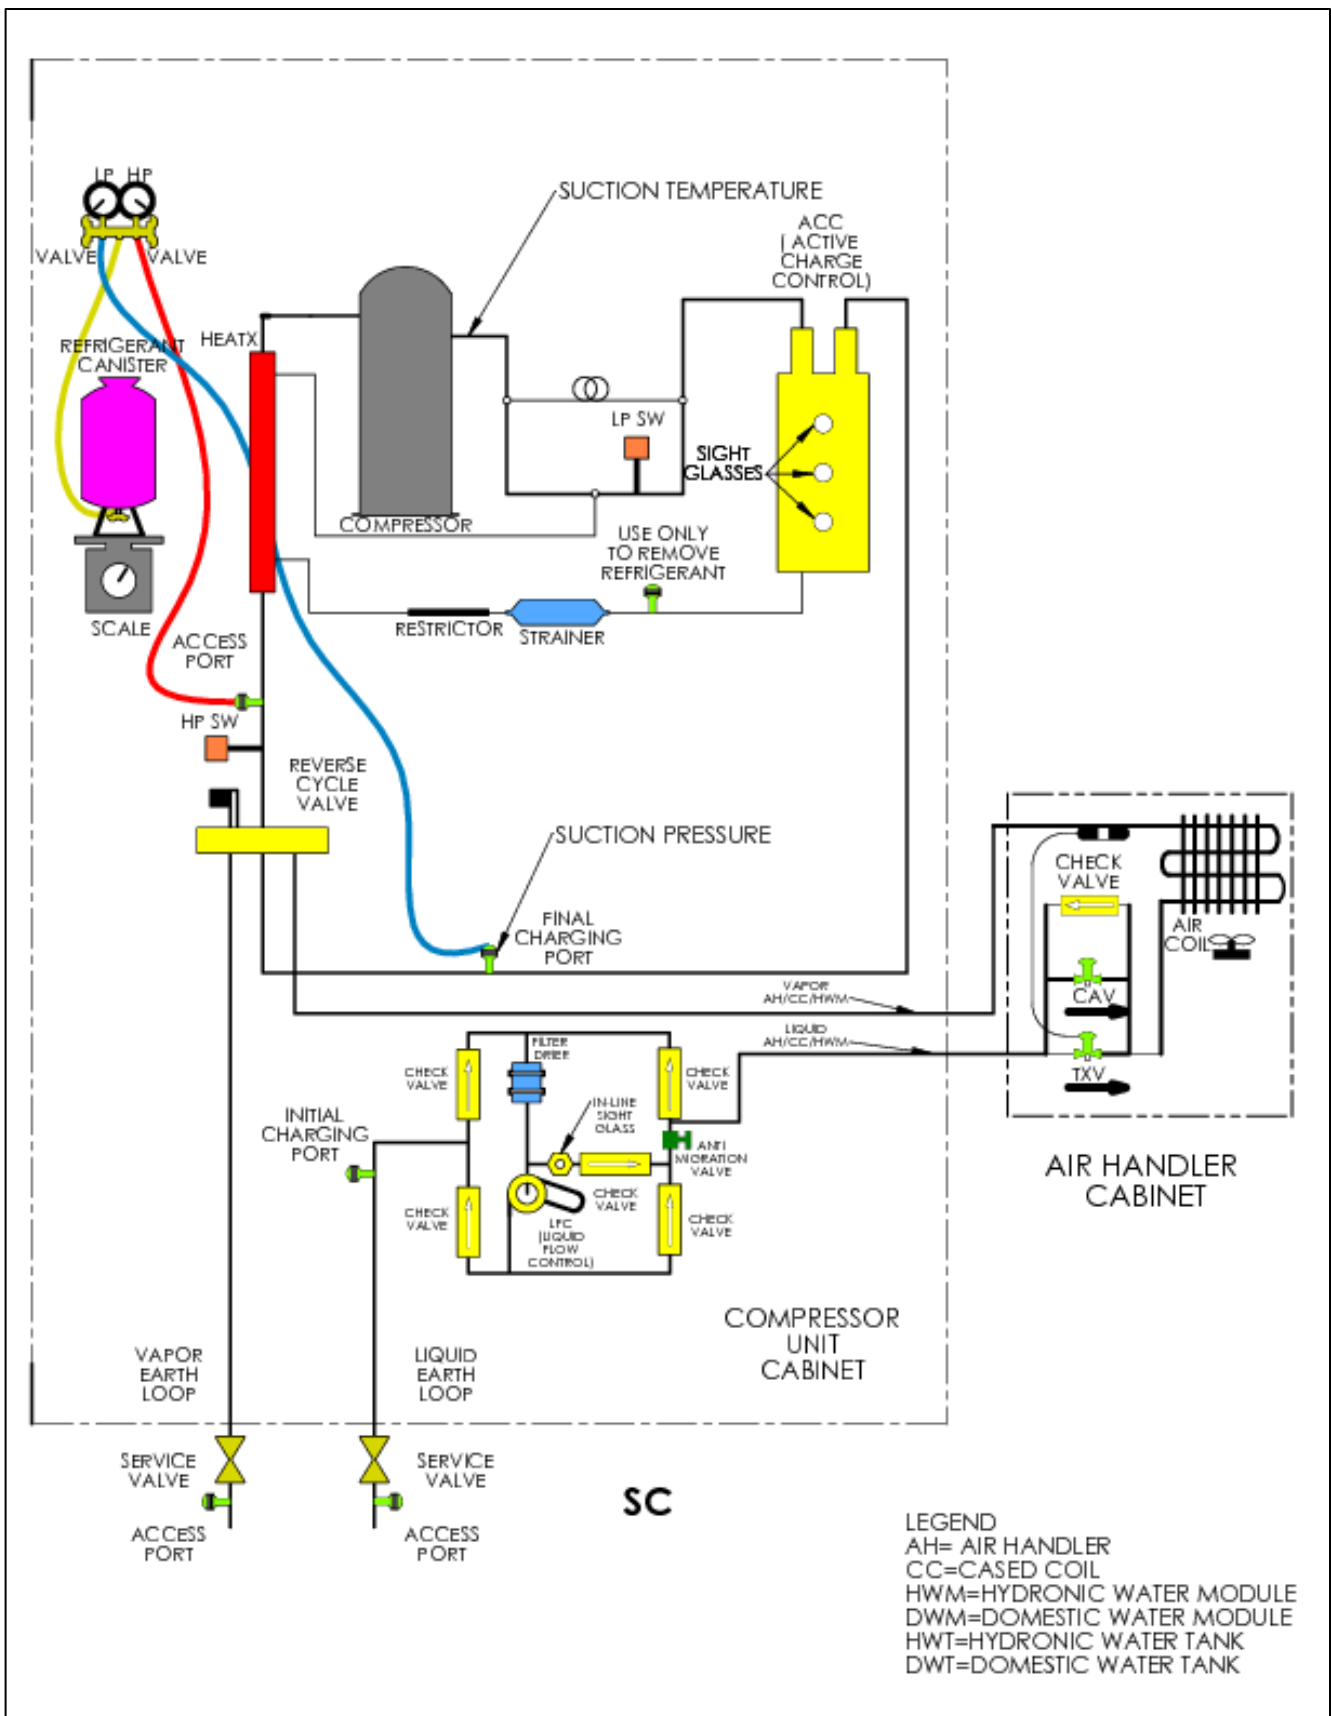 LP HP
VALVE
VALVE
SUCTION TEMPERATURE
ACC
( ACTIVE
CHARGE
CONTROL)
HEATX
REFRIGERANT
CANISTER
LP SW
SIGHT
GLASSES
COMPRESSOR
USE ONLY
TO REMOVE
REFRIGERANT
SCALE
RESTRICTOR
STRAINER
ACCESS
PORT
HP SW
REVERSE
CYCLE
VALVE
SUCTION PRESSURE
FINAL
CHARGING
PORT
CHECK
VALVE
AIR
COIL
CAV
TXV
VAPOR
AH/CC/HWM
LIQUID
AH/CC/HWM
FILTER
DRIER
CHECK
VALVE
CHECK
VALVE
IN-LINE
SIGHT
GLASS
INITIAL
CHARGING
PORT
ANTI
MIGRATION
VALVE
CHECK
VALVE
CHECK
VALVE
CHECK
VALVE
LFC
(LIQUID
FLOW
CONTROL)
AIR HANDLER
CABINET
COMPRESSOR
UNIT
CABINET
VAPOR
EARTH
LOOP
LIQUID
EARTH
LOOP
SERVICE
VALVE
SERVICE
VALVE
ACCESS
PORT
ACCESS
PORT
SC
LEGEND
AH= AIR HANDLER
CC=CASED COIL
HWM=HYDRONIC WATER MODULE
DWM=DOMESTIC WATER MODULE
HWT=HYDRONIC WATER TANK
DWT=DOMESTIC WATER TANK